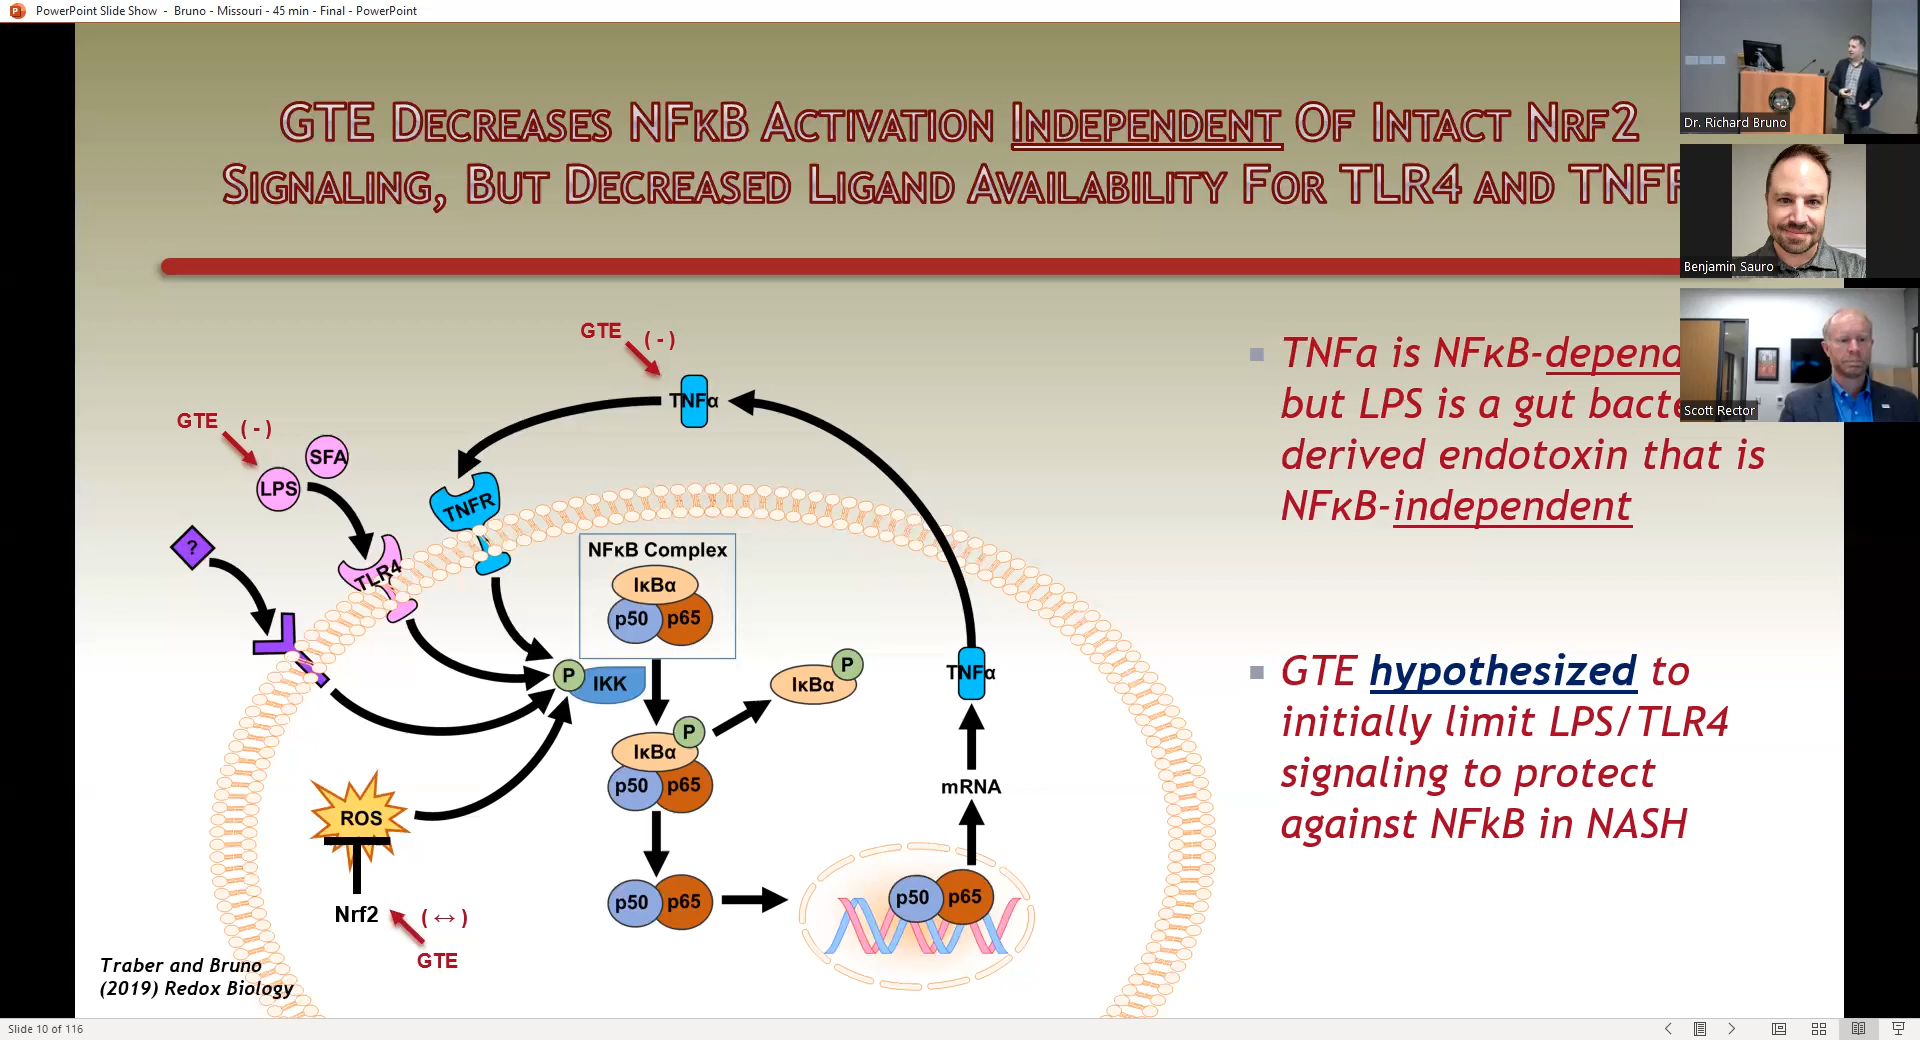 PowerPoint Slide Show - Bruno - Missouri - 45 min - Final - PowerPoint
GTE Decreases NFκB Activation Independent Of Intact Nrf2
Signaling, But Decreased Ligand Availability For TLR4 and TNF
Dr. Richard Bruno
Benjamin Sauro
Scott Rector
GTE
( - )
TNFα
GTE
( - )
SFA
LPS
TNFR
?
TLR4
NFκB Complex
IκBα
p50
p65
P
IKK
IκBα
P
P
IκBα
p50
p65
ROS
Nrf2
( ↔ )
GTE
p50
p65
p50
p65
mRNA
TNFα
TNFα is NFκB-depend
but LPS is a gut bacte
derived endotoxin that is
NFκB-independent
GTE hypothesized to
initially limit LPS/TLR4
signaling to protect
against NFkB in NASH
Traber and Bruno
(2019) Redox Biology
Slide 10 of 116